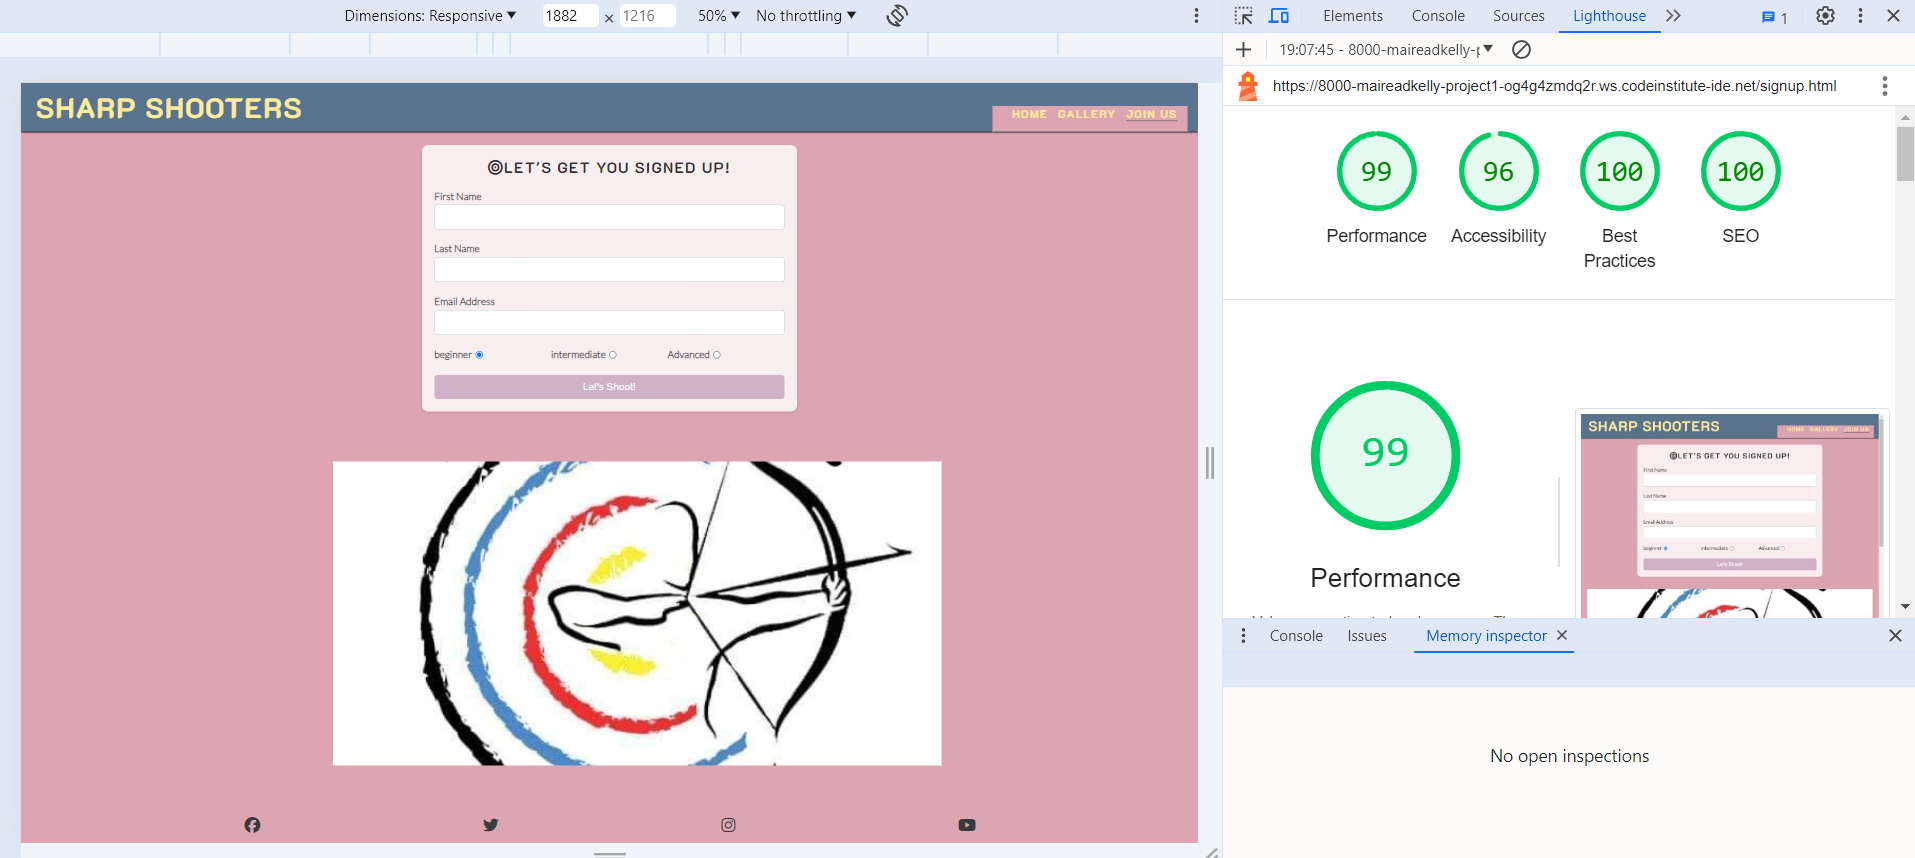 Dimensions: Responsive ▼ 1882 × 1216 50% ▼ No throttling ▼
SHARP SHOOTERS
HOME GALLERY JOIN US
LET'S GET YOU SIGNED UP!
First Name
Last Name
Email Address
beginner intermediate Advanced
Let's Shoot!
Elements Console Sources Lighthouse 1
19:07:45 - 8000-maireadkelly-p
https://8000-maireadkelly-project1-og4g4zmdq2r.ws.codeinstitute-ide.net/signup.html
99 96 100 100
Performance Accessibility Best Practices SEO
99
Performance
SHARP SHOOTERS
HOME GALLERY JOIN US
LET'S GET YOU SIGNED UP!
First Name
Last Name
Email Address
beginner intermediate Advanced
Let's Shoot!
Console Issues Memory inspector
No open inspections